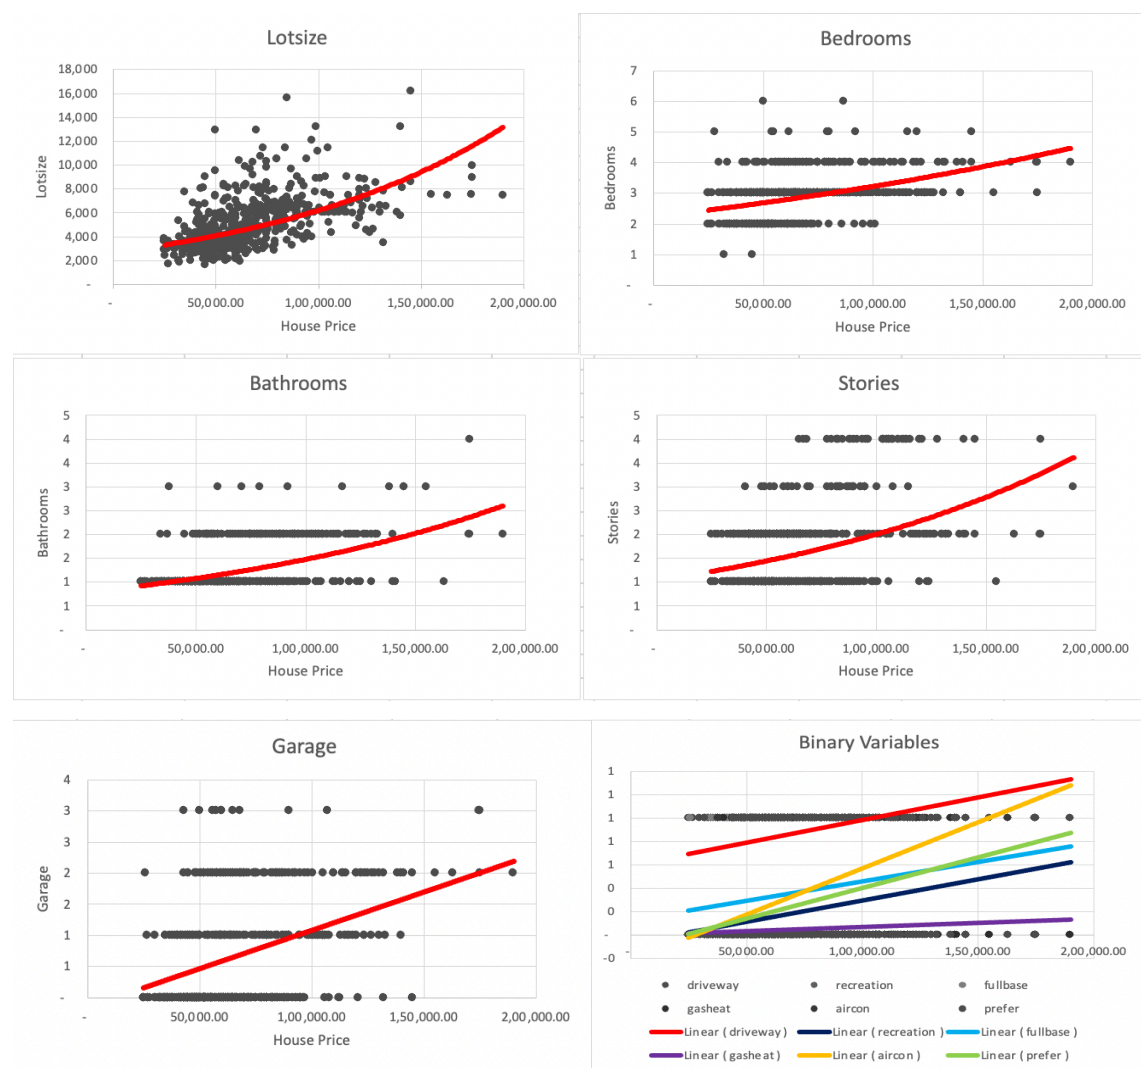 Lotsize
18,000
16,000
14,000
12,000
10,000
8,000
6,000
4,000
2,000
-
Lotsize
- 50,000.00 1,00,000.00 1,50,000.00 2,00,000.00
House Price
Bedrooms
7
6
5
4
3
2
1
-
Bedrooms
- 50,000.00 1,00,000.00 1,50,000.00 2,00,000.00
House Price
Bathrooms
5
4
4
3
3
2
2
1
1
-
Bathrooms
- 50,000.00 1,00,000.00 1,50,000.00 2,00,000.00
House Price
Stories
5
4
4
3
3
2
2
1
1
-
Stories
- 50,000.00 1,00,000.00 1,50,000.00 2,00,000.00
House Price
Garage
4
3
3
2
2
1
1
-
Garage
- 50,000.00 1,00,000.00 1,50,000.00 2,00,000.00
House Price
Binary Variables
1
1
1
1
1
0
0
-
-0
- 50,000.00 1,00,000.00 1,50,000.00 2,00,000.00
driveway recreation fullbase
gasheat aircon prefer
Linear ( driveway ) Linear ( recreation ) Linear ( fullbase )
Linear ( gasheat ) Linear ( aircon ) Linear ( prefer )